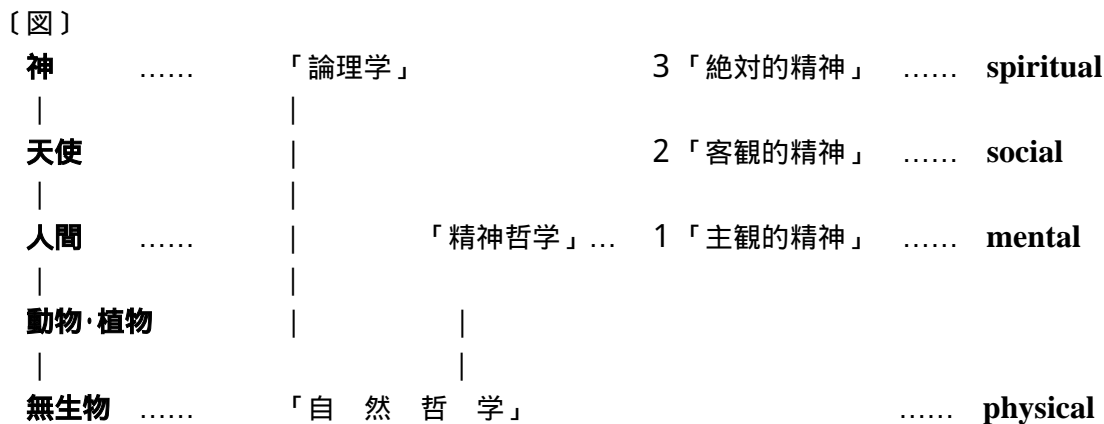 〔図〕
神 …… 「論理学」 3「絶対的精神」 …… spiritual
| |
天使 | 2「客観的精神」 …… social
| |
人間 …… | 「精神哲学」… 1「主観的精神」 …… mental
| |
動物・植物 | |
| |
無生物 …… 「自 然 哲 学」 …… physical